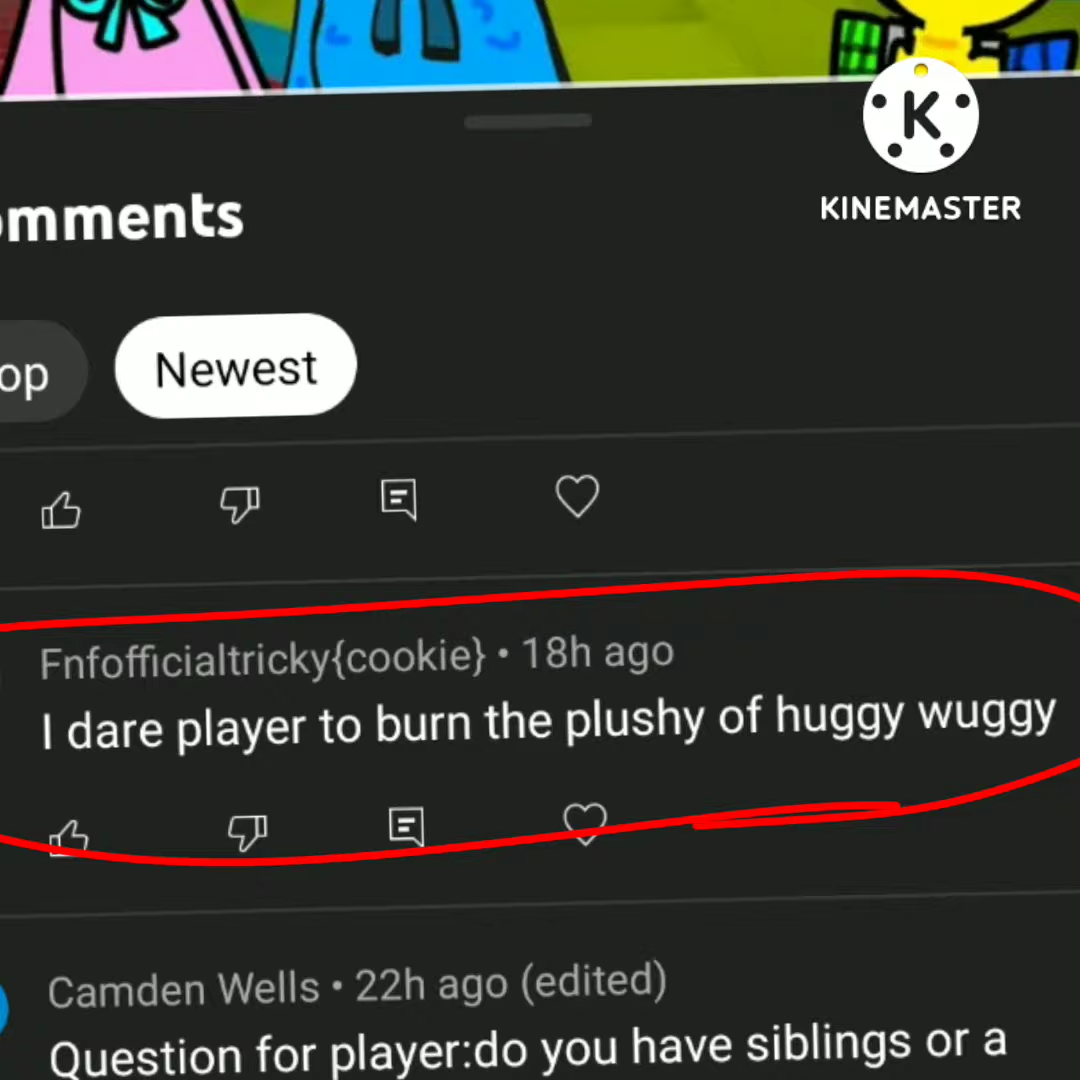 K
KINEMASTER
omments
op
Newest
Fnfofficialtricky{cookie} • 18h ago
I dare player to burn the plushy of huggy wuggy
Camden Wells • 22h ago (edited)
Question for player:do you have siblings or a